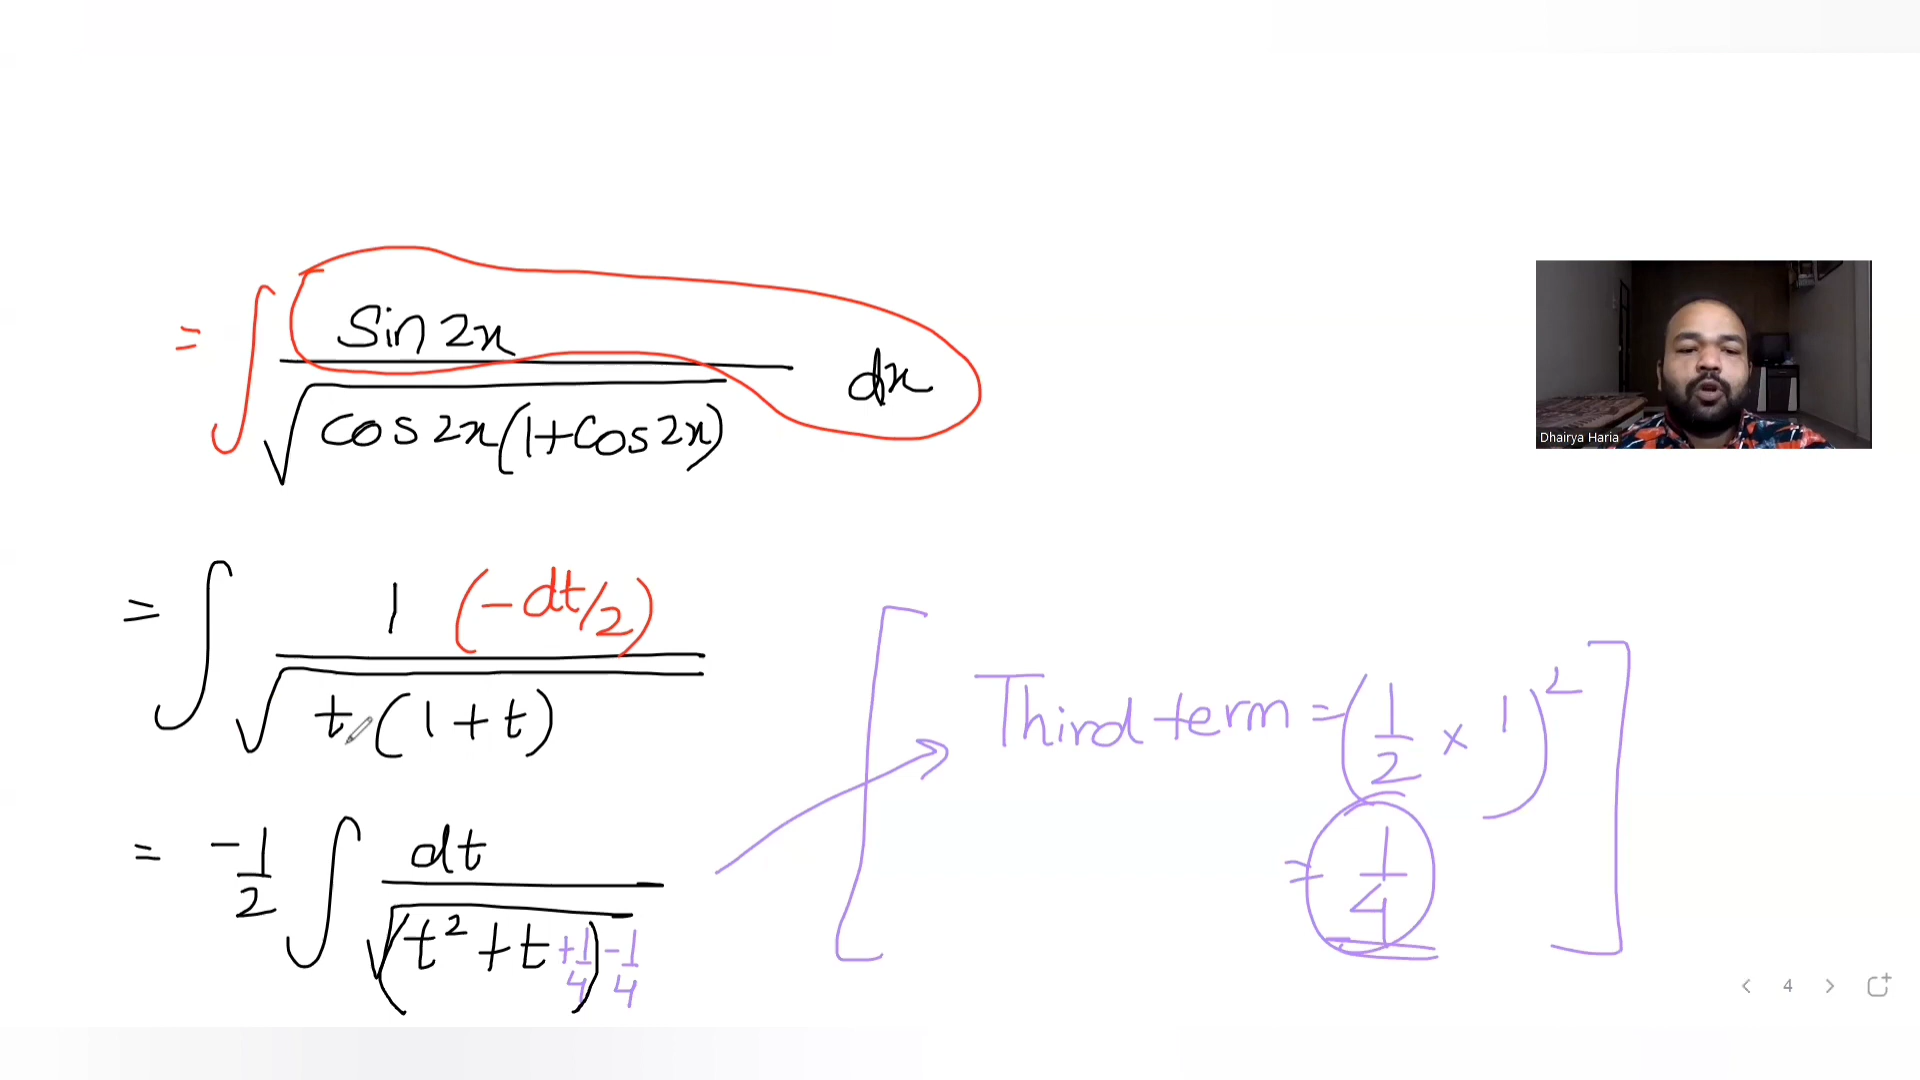 = ∫ Sin 2x / √(Cos 2x (1 + Cos 2x)) dx
Dhairya Haria
= ∫ 1 (-dt/2) / √(t (1 + t))
Third term = (1/2 × 1)²
= 1/4
= -1/2 ∫ dt / √((t² + t + 1/4) - 1/4)
< 4 >